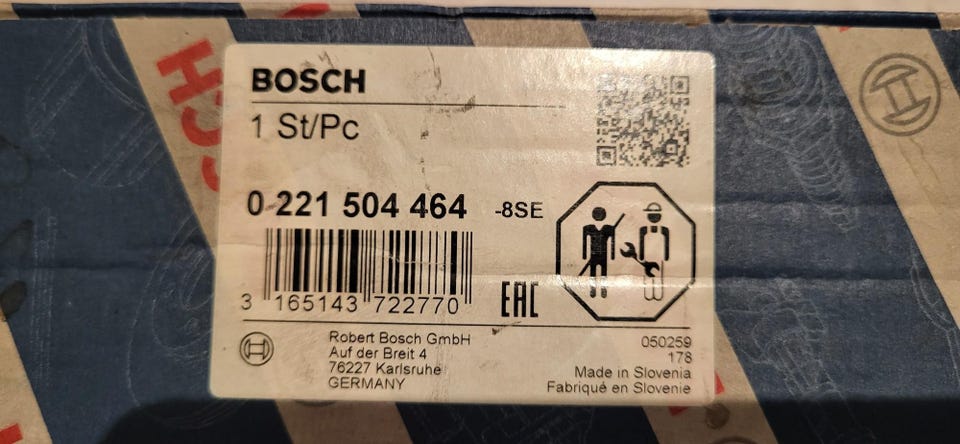 BOSCH
1 St/Pc
0 221 504 464 -8SE
3 165143 722770
EAC
Robert Bosch GmbH
Auf der Breit 4
76227 Karlsruhe
GERMANY
050259
178
Made in Slovenia
Fabriqué en Slovenie